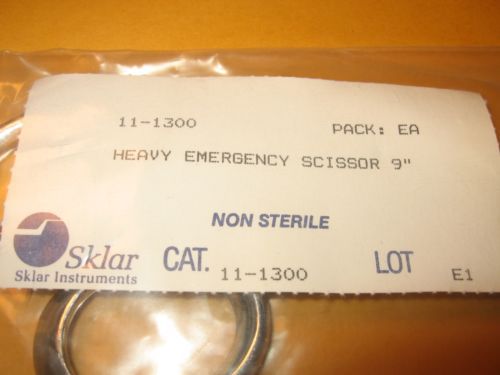 11-1300 PACK: EA
HEAVY EMERGENCY SCISSOR 9"
NON STERILE
Sklar
Sklar Instruments
CAT. 11-1300 LOT E1